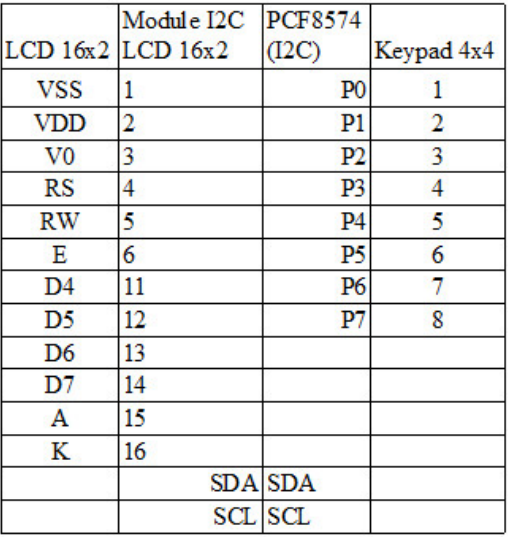 LCD 16x2 Module I2C LCD 16x2 PCF8574 (I2C) Keypad 4x4
VSS 1 P0 1
VDD 2 P1 2
V0 3 P2 3
RS 4 P3 4
RW 5 P4 5
E 6 P5 6
D4 11 P6 7
D5 12 P7 8
D6 13
D7 14
A 15
K 16
SDA SDA
SCL SCL